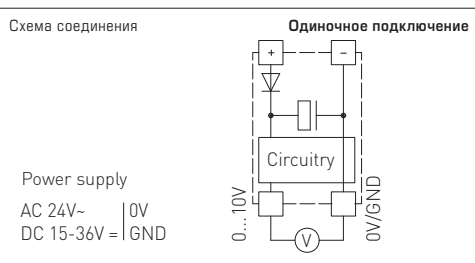 Схема соединения
Одиночное подключение
+ −
Circuitry
Power supply
AC 24V~ 0V
DC 15-36V = GND
0...10V
0V/GND
V